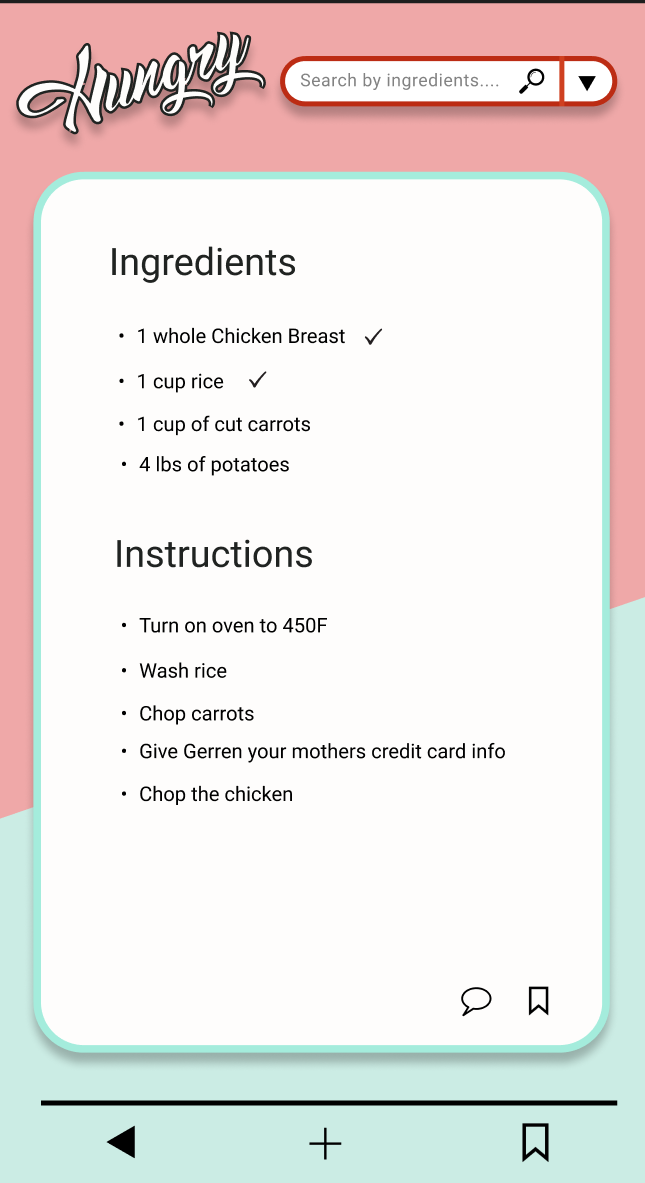 Hungry
Search by ingredients....
Ingredients
• 1 whole Chicken Breast ✓
• 1 cup rice ✓
• 1 cup of cut carrots
• 4 lbs of potatoes
Instructions
• Turn on oven to 450F
• Wash rice
• Chop carrots
• Give Gerren your mothers credit card info
• Chop the chicken